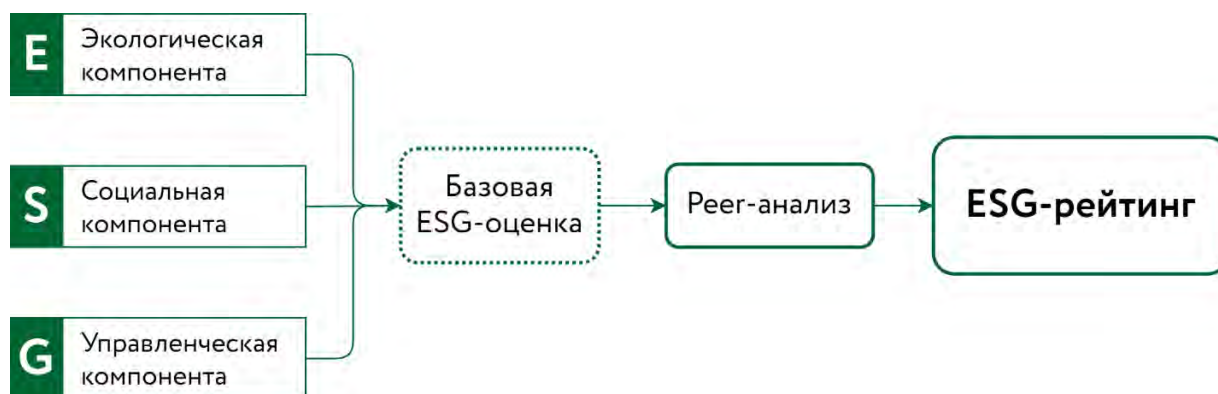 E
Экологическая
компонента
S
Социальная
компонента
G
Управленческая
компонента
Базовая
ESG-оценка
Peer-анализ
ESG-рейтинг